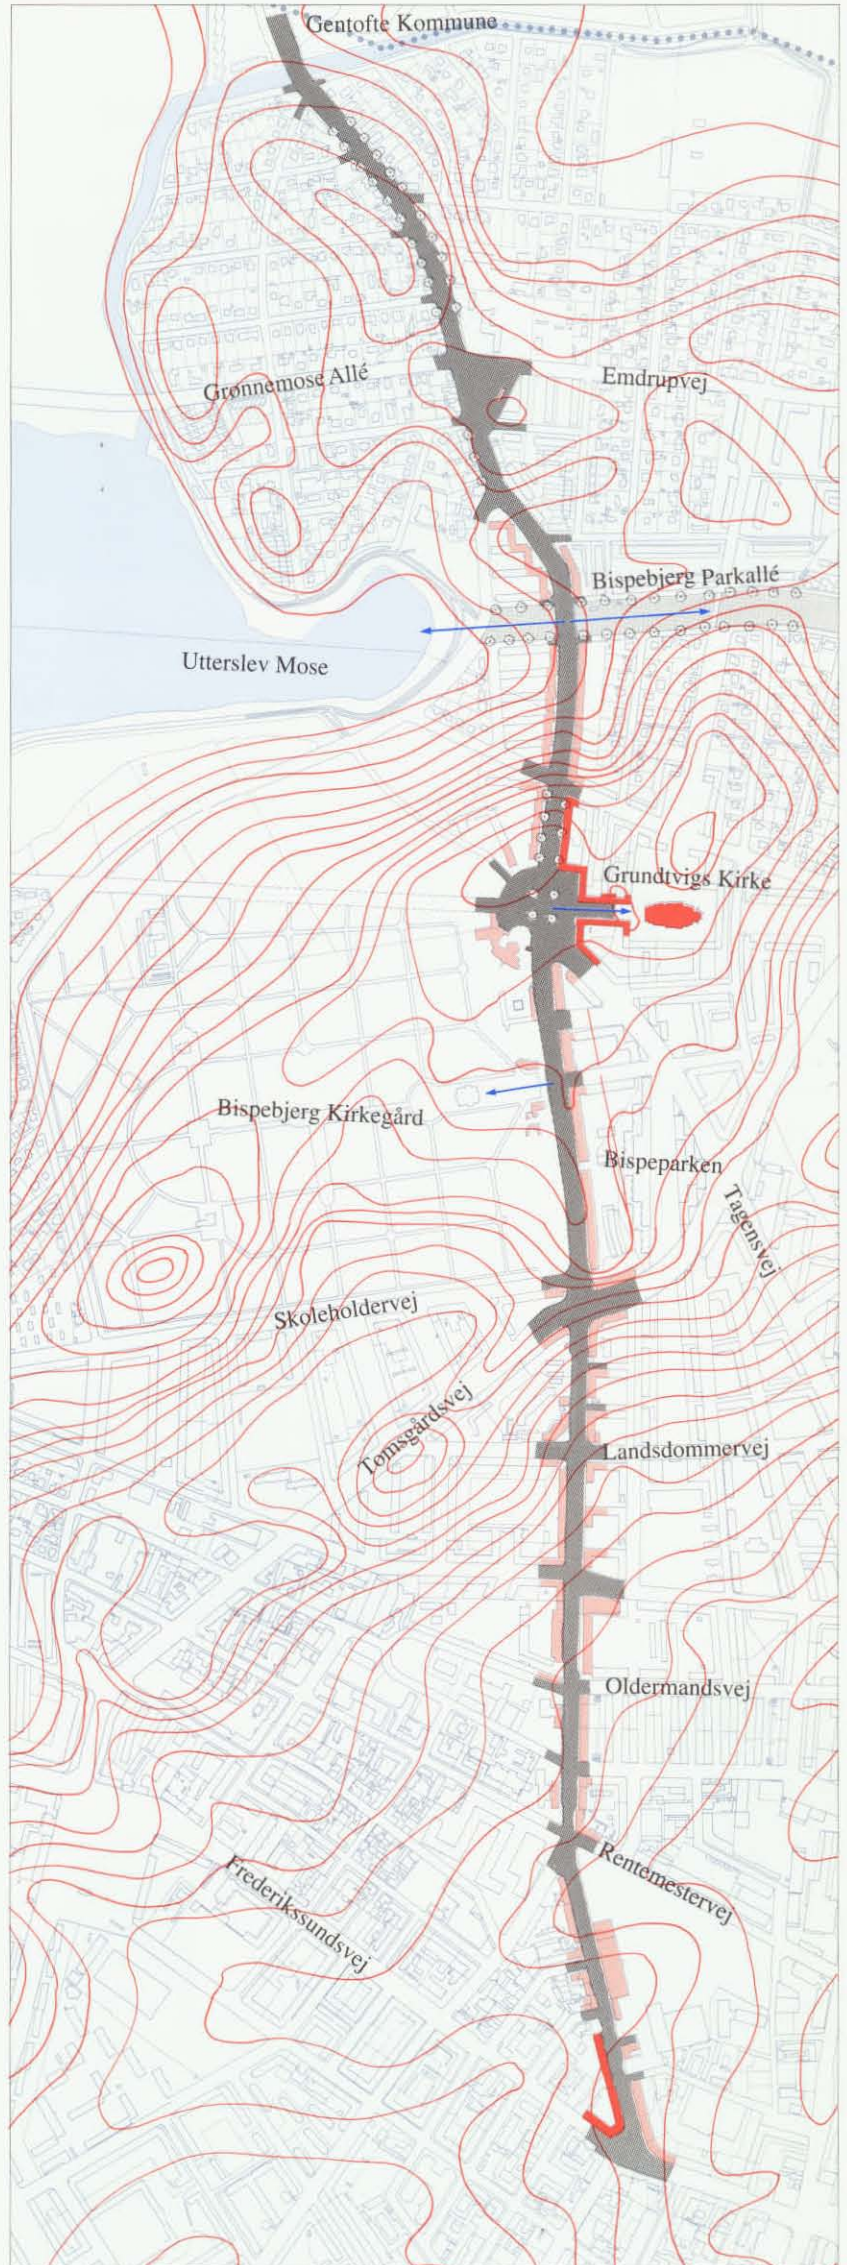 Gentofte Kommune
Grønnemose Allé
Emdrupvej
Bispebjerg Parkallé
Utterslev Mose
Grundtvigs Kirke
Bispebjerg Kirkegård
Bispeparken
Tagensvej
Skoleholdervej
Tomsgårdsvej
Landsdommervej
Oldermandsvej
Rentemestervej
Frederikssundsvej